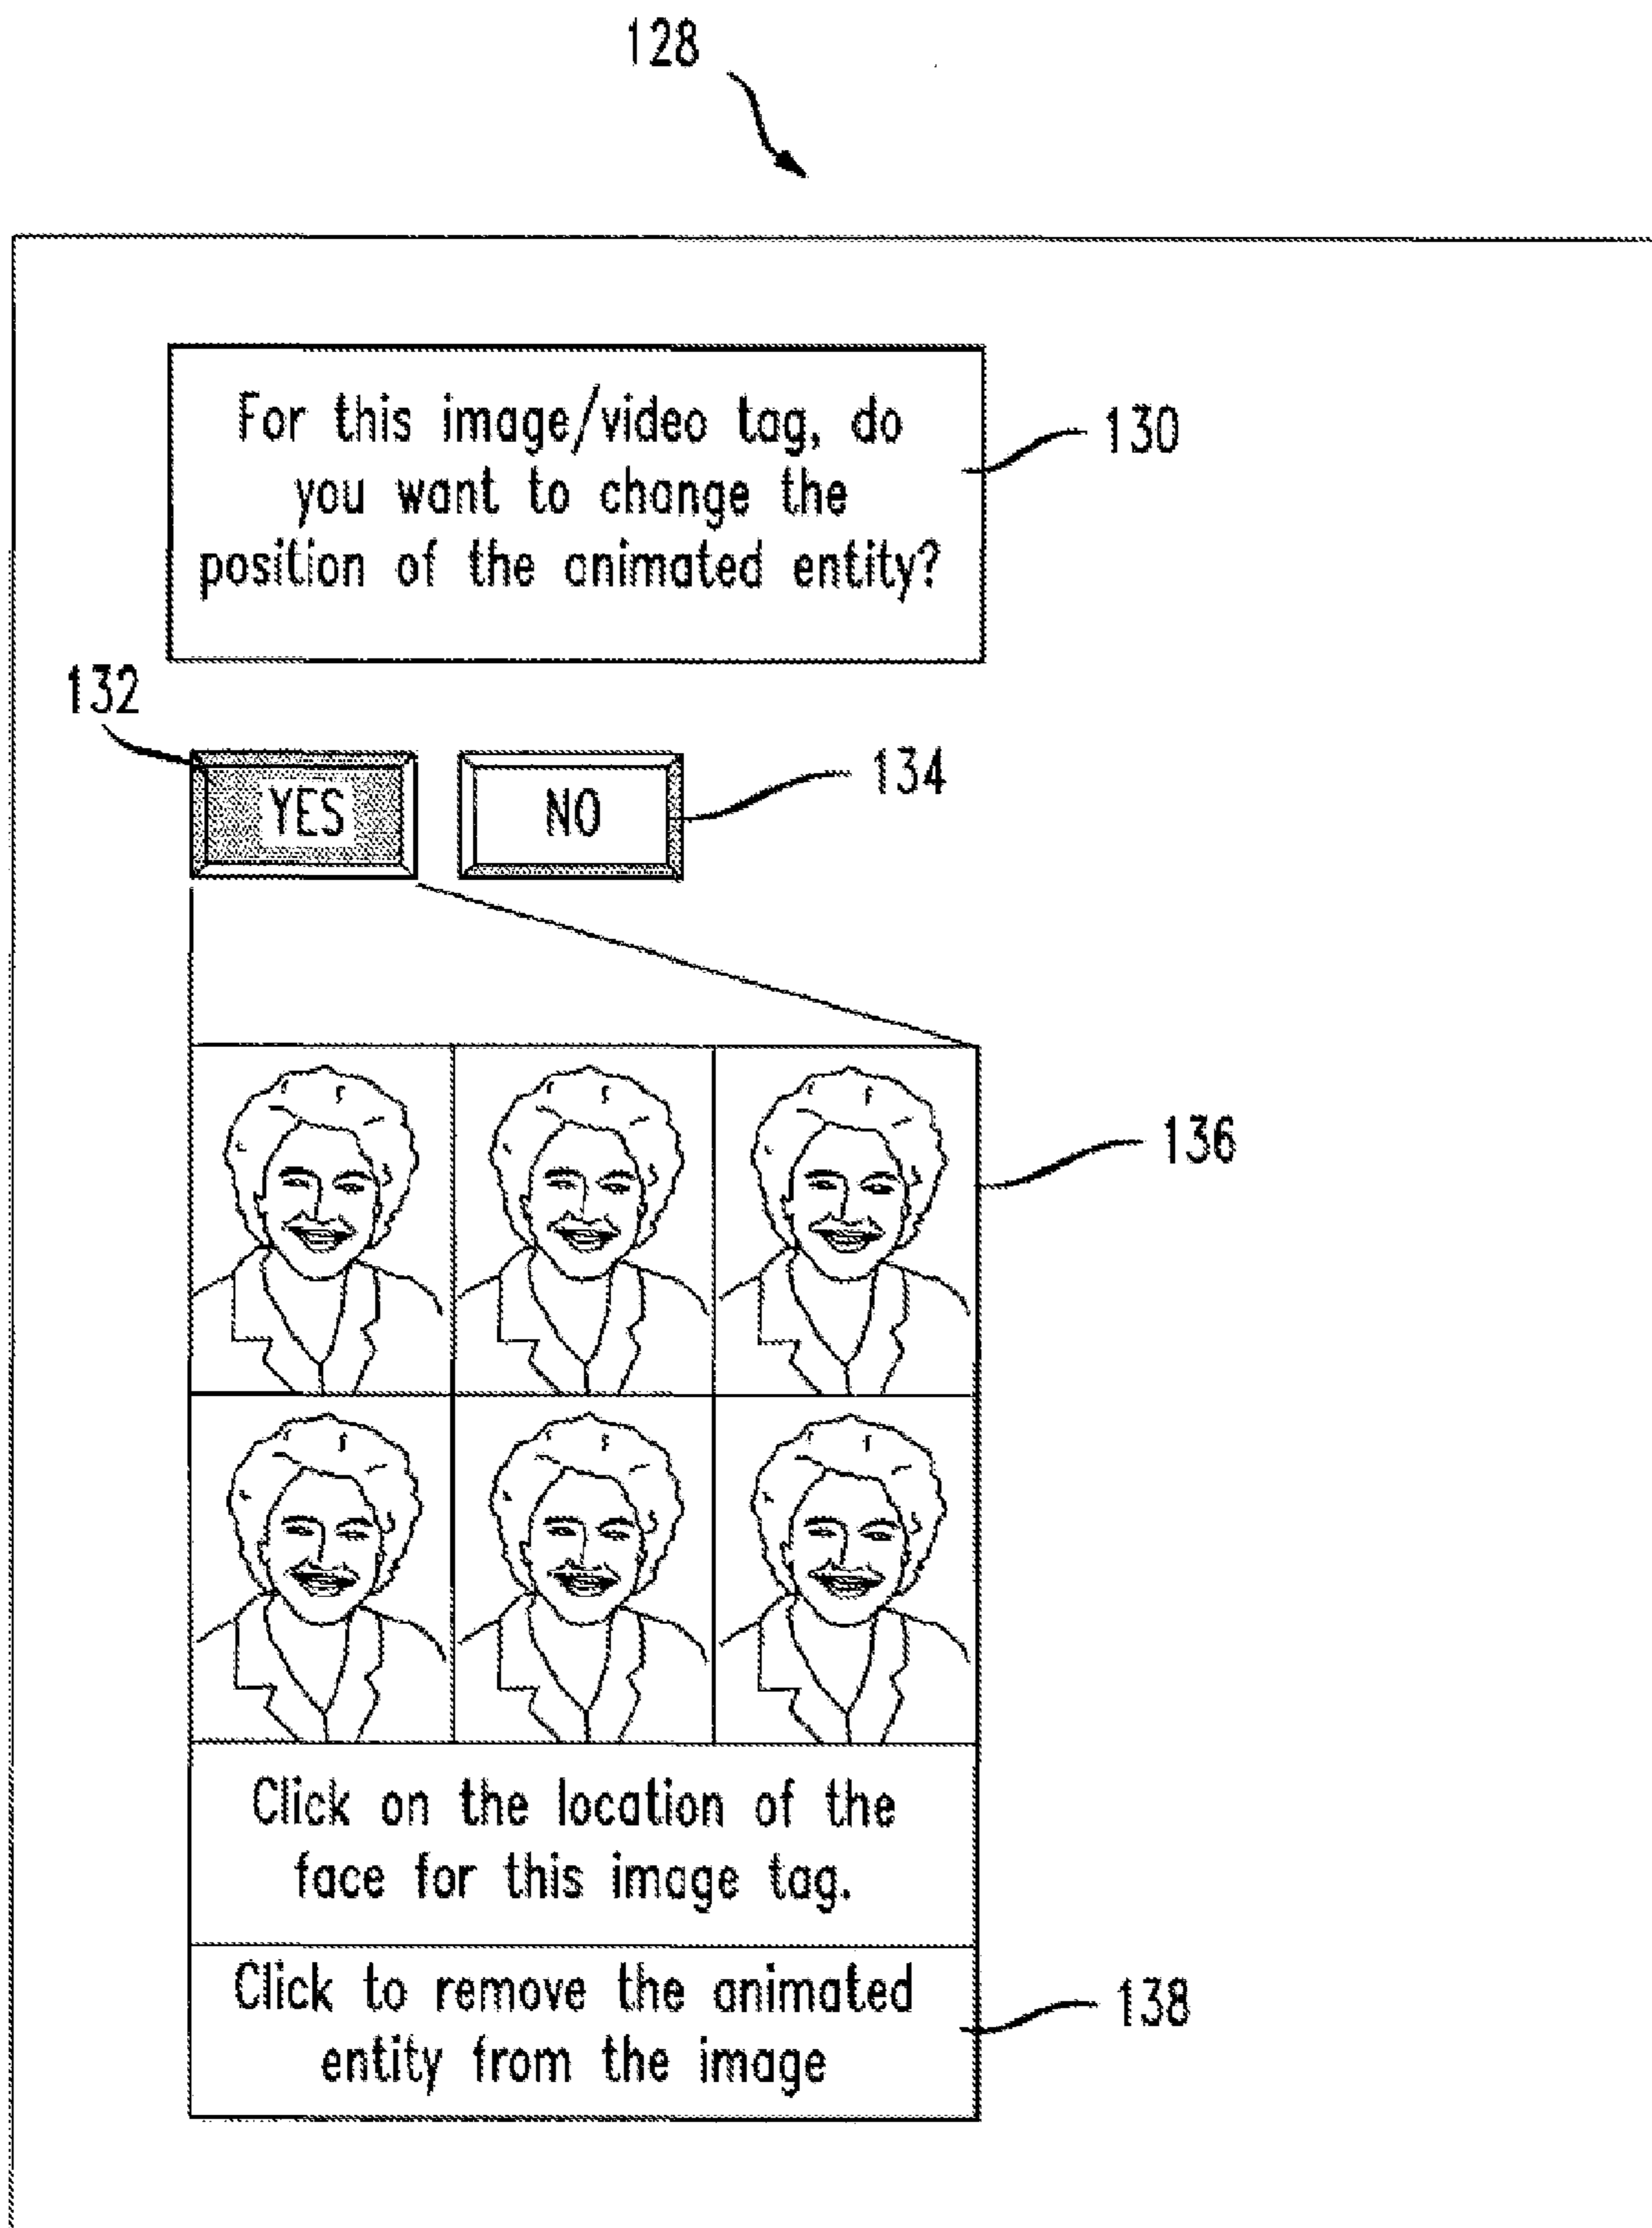 128
For this image/video tag, do
you want to change the
position of the animated entity?
130
132
YES
NO
134
136
Click on the location of the
face for this image tag.
Click to remove the animated
entity from the image
138